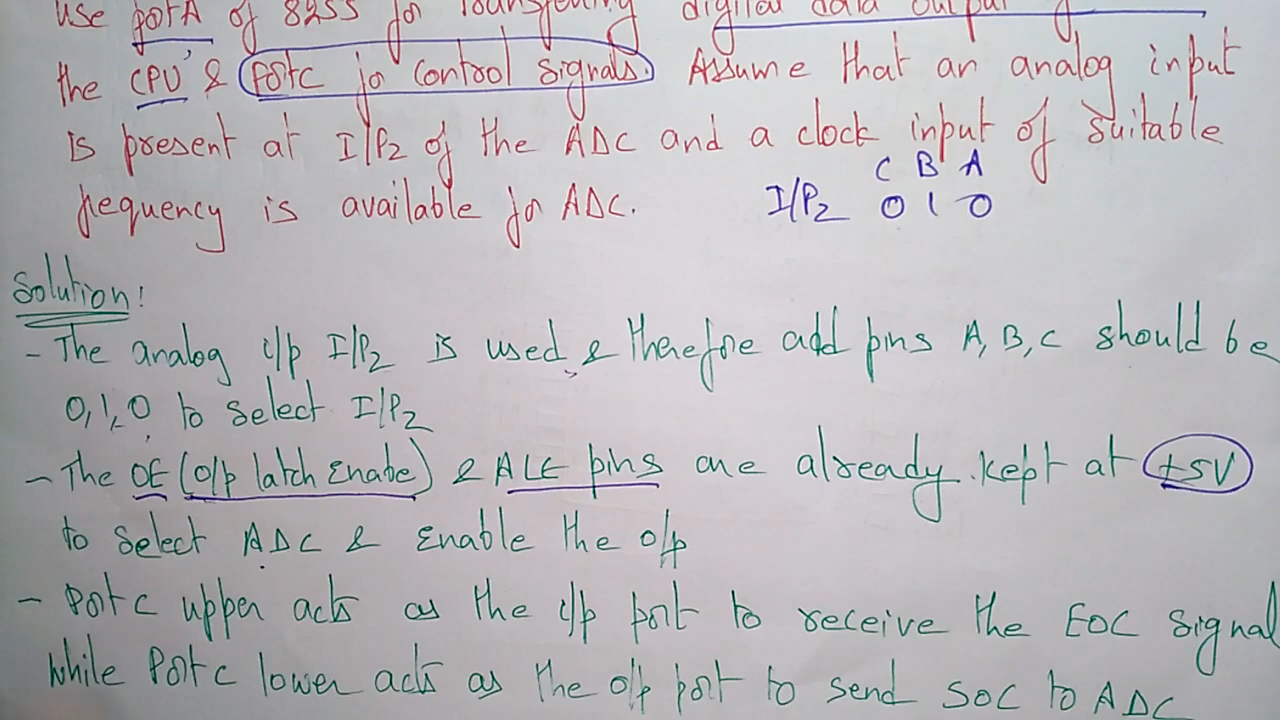 use port A of 8255 for transferring digital data output
the CPU & port C for control signals. Assume that an analog input
is present at I/P2 of the ADC and a clock input of suitable
frequency is available for ADC.
C B A
I/P2 0 1 0
Solution:
- The analog i/p I/P2 is used & therefore add pins A, B, C should be
0, 1, 0 to select I/P2
- The OE (o/p latch Enabe) & ALE pins are already kept at +5V
to select ADC & Enable the o/p
- Port C upper acts as the i/p port to receive the EOC signal
while Port C lower acts as the o/p port to send SOC to ADC